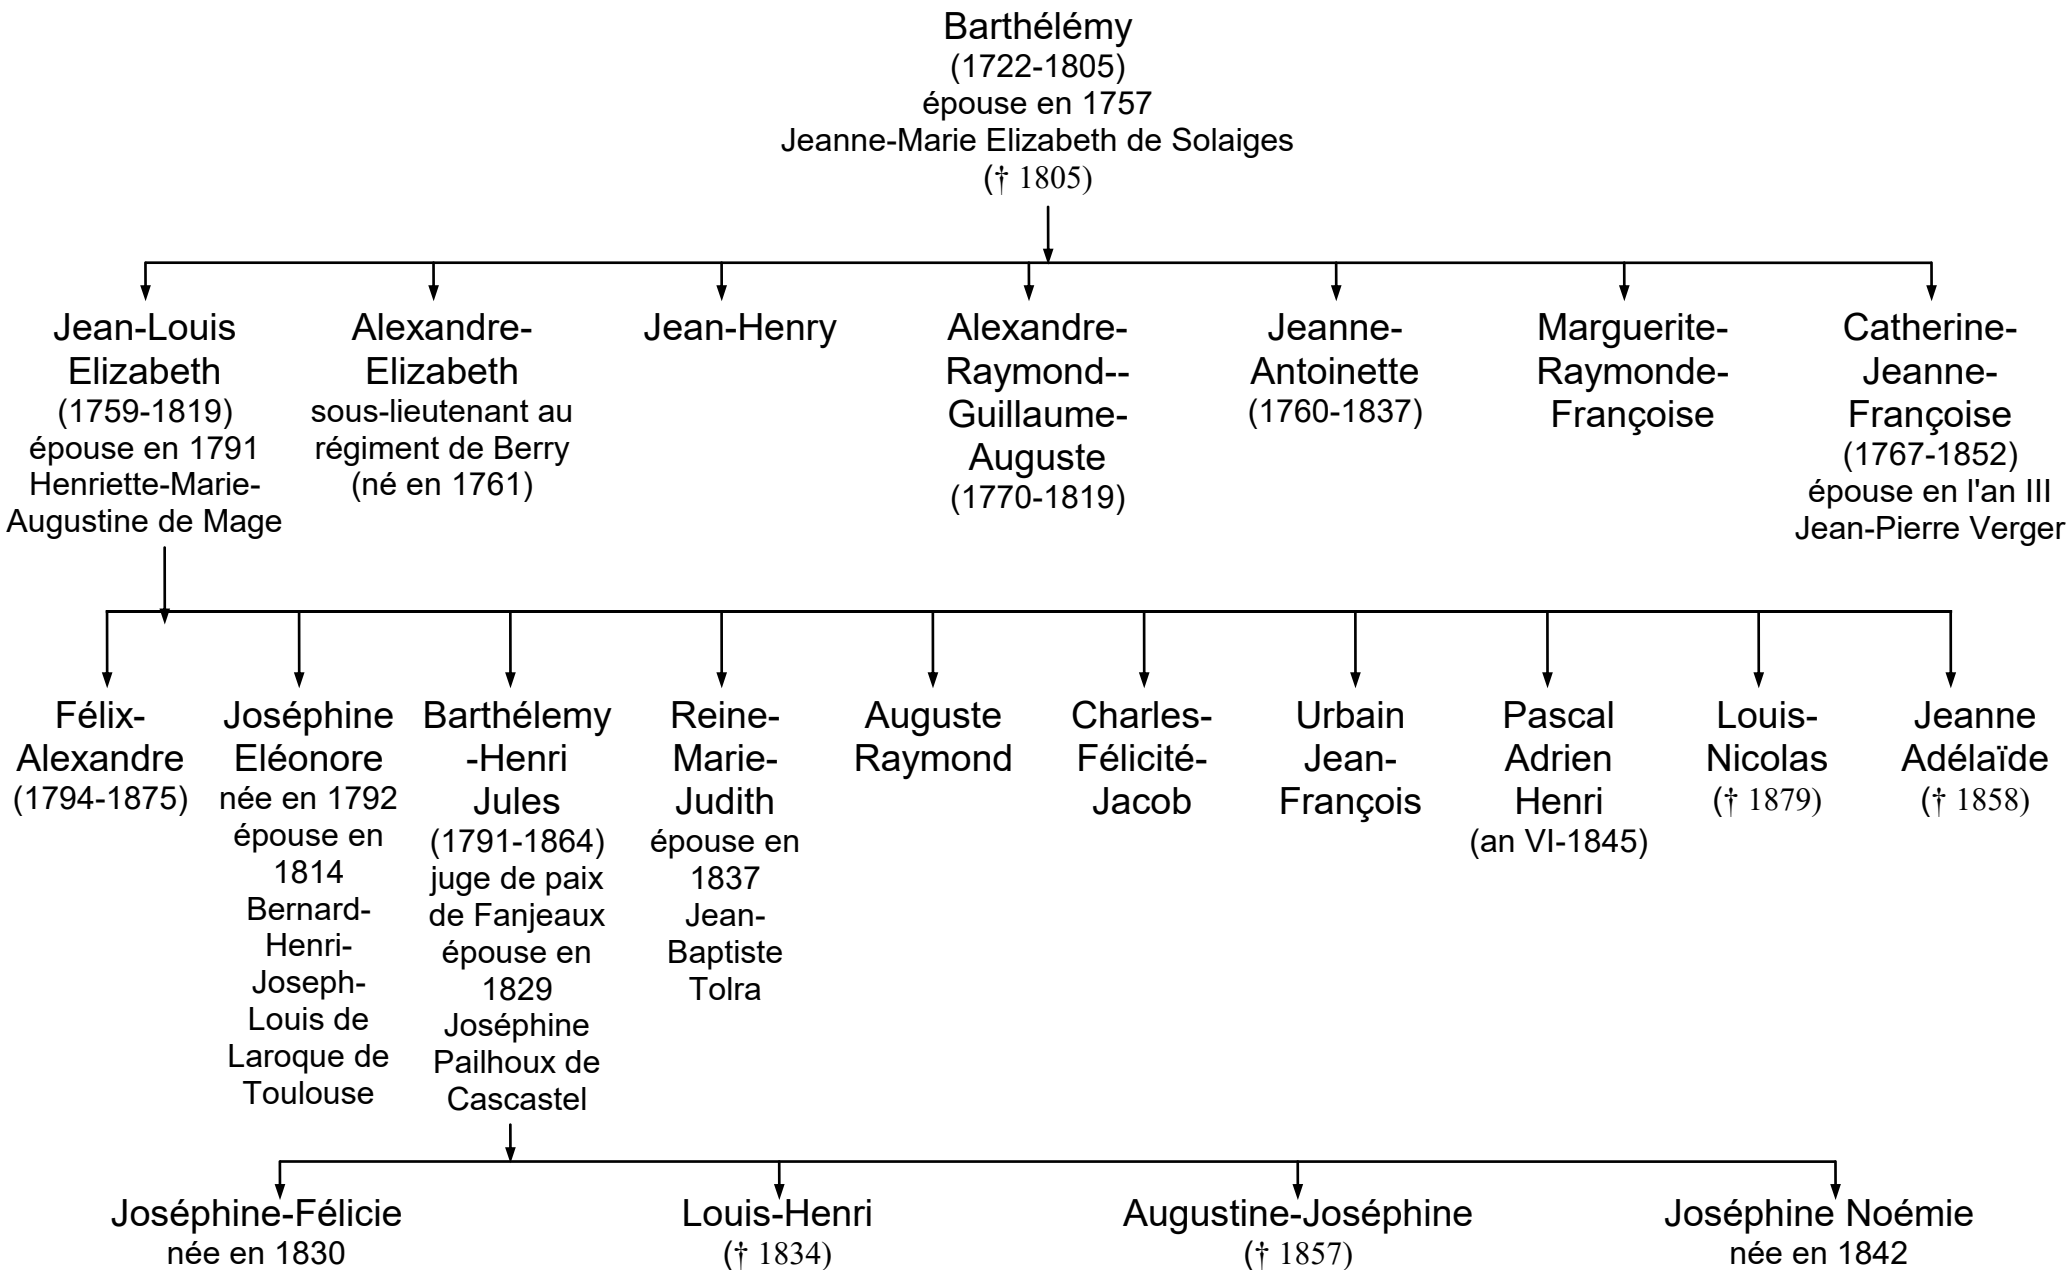 Barthélémy
(1722-1805)
épouse en 1757
Jeanne-Marie Elizabeth de Solaiges
(† 1805)
Jean-Louis
Elizabeth
(1759-1819)
épouse en 1791
Henriette-Marie-
Augustine de Mage
Alexandre-
Elizabeth
sous-lieutenant au
régiment de Berry
(né en 1761)
Jean-Henry
Alexandre-
Raymond--
Guillaume-
Auguste
(1770-1819)
Jeanne-
Antoinette
(1760-1837)
Marguerite-
Raymonde-
Françoise
Catherine-
Jeanne-
Françoise
(1767-1852)
épouse en l'an III
Jean-Pierre Verger
Félix-
Alexandre
(1794-1875)
Joséphine
Eléonore
née en 1792
épouse en
1814
Bernard-
Henri-
Joseph-
Louis de
Laroque de
Toulouse
Barthélemy
-Henri
Jules
(1791-1864)
juge de paix
de Fanjeaux
épouse en
1829
Joséphine
Pailhoux de
Cascastel
Reine-
Marie-
Judith
épouse en
1837
Jean-
Baptiste
Tolra
Auguste
Raymond
Charles-
Félicité-
Jacob
Urbain
Jean-
François
Pascal
Adrien
Henri
(an VI-1845)
Louis-
Nicolas
(† 1879)
Jeanne
Adélaïde
(† 1858)
Joséphine-Félicie
née en 1830
Louis-Henri
(† 1834)
Augustine-Joséphine
(† 1857)
Joséphine Noémie
née en 1842